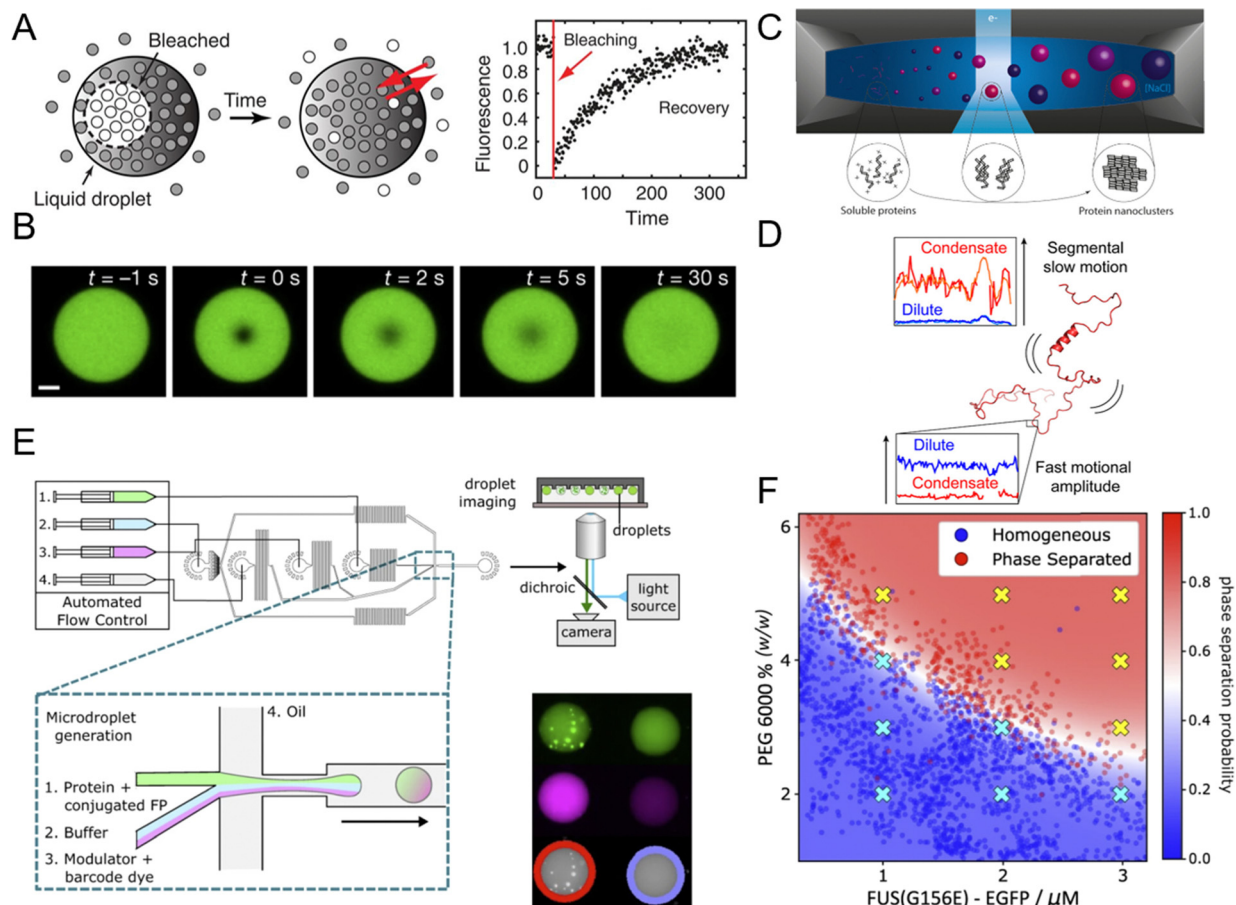 A
Bleached
Time
Liquid droplet
Fluorescence
1.0
0.8
0.6
0.4
0.2
0
Bleaching
Recovery
0
100
200
300
Time
B
t = –1 s
t = 0 s
t = 2 s
t = 5 s
t = 30 s
C
e-
[NaCl]
Soluble proteins
Protein nanoclusters
D
Condensate
Dilute
Segmental
slow motion
Dilute
Condensate
Fast motional
amplitude
E
1.
2.
3.
4.
Automated
Flow Control
droplet
imaging
droplets
dichroic
light
source
camera
Microdroplet
generation
4. Oil
1. Protein +
conjugated FP
2. Buffer
3. Modulator +
barcode dye
F
Homogeneous
Phase Separated
PEG 6000 % (w/w)
6
4
2
1
2
3
FUS(G156E) - EGFP / μM
1.0
0.8
0.6
0.4
0.2
0.0
phase separation probability